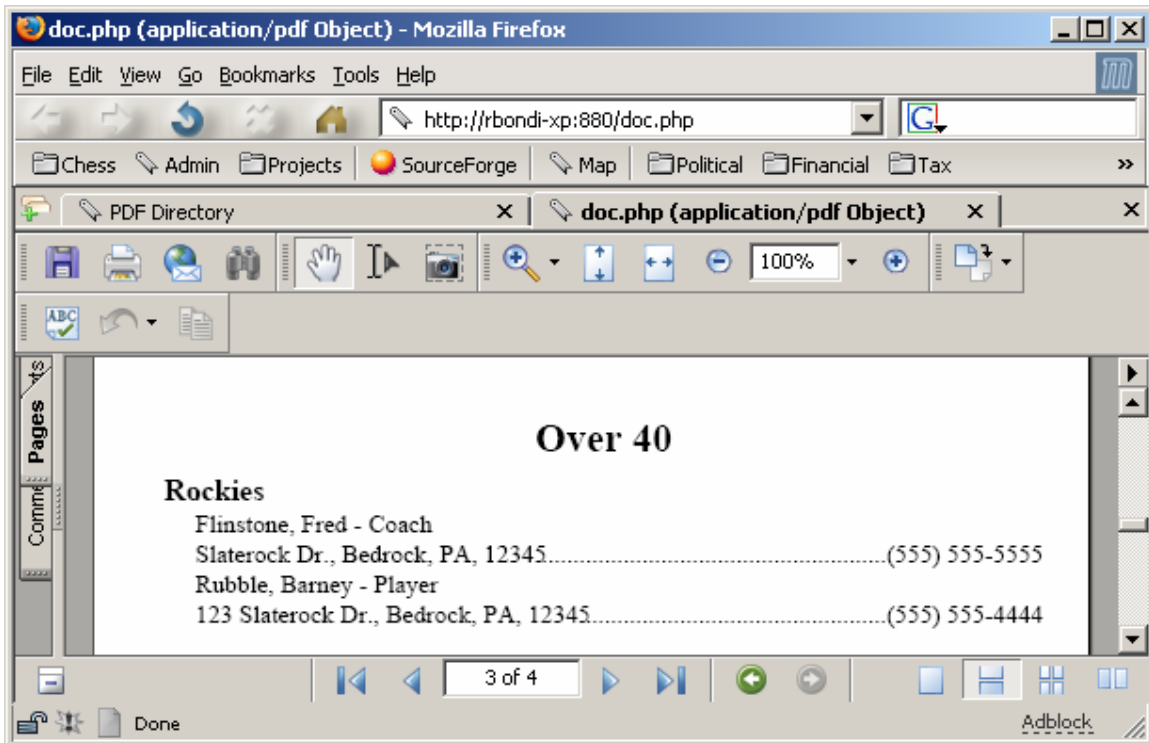 doc.php (application/pdf Object) - Mozilla Firefox
File Edit View Go Bookmarks Tools Help
http://rbondi-xp:880/doc.php G
Chess Admin Projects SourceForge Map Political Financial Tax »
PDF Directory x doc.php (application/pdf Object) x x
100%
ABC
Pages
Comme
Over 40
Rockies
Flinstone, Fred - Coach
Slaterock Dr., Bedrock, PA, 12345..........(555) 555-5555
Rubble, Barney - Player
123 Slaterock Dr., Bedrock, PA, 12345..........(555) 555-4444
3 of 4
Done Adblock